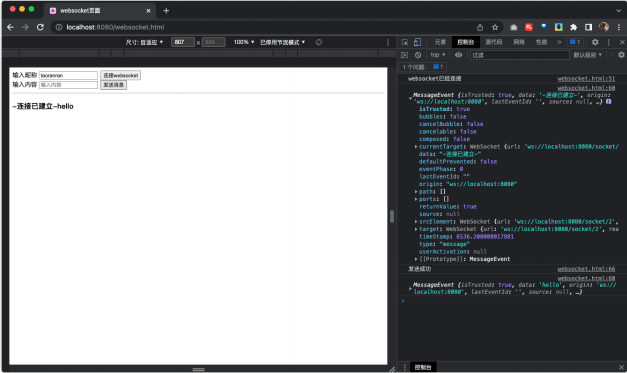 websocket页面
localhost:8080/websocket.html
尺寸: 自适应 ▼ 807 × 624 100% ▼ 已停用节流模式 ▼
元素 控制台 源代码 网络 性能 » 1
top ▼ 过滤 默认级别 ▼
1 个问题: 1
输入昵称 taoranran 连接websocket
输入内容 输入内容 发送消息
~连接已建立~hello
websocket已经连接 websocket.html:51
websocket.html:60
MessageEvent {isTrusted: true, data: '~连接已建立~', origin:
'ws://localhost:8080', lastEventId: '', source: null, …}
isTrusted: true
bubbles: false
cancelBubble: false
cancelable: false
composed: false
currentTarget: WebSocket {url: 'ws://localhost:8080/socket/
data: "~连接已建立~"
defaultPrevented: false
eventPhase: 0
lastEventId: ""
origin: "ws://localhost:8080"
path: []
ports: []
returnValue: true
source: null
srcElement: WebSocket {url: 'ws://localhost:8080/socket/2',
target: WebSocket {url: 'ws://localhost:8080/socket/2', rea
timeStamp: 6536.200000017881
type: "message"
userActivation: null
[[Prototype]]: MessageEvent
发送成功 websocket.html:66
websocket.html:60
MessageEvent {isTrusted: true, data: 'hello', origin: 'ws://
localhost:8080', lastEventId: '', source: null, …}
控制台